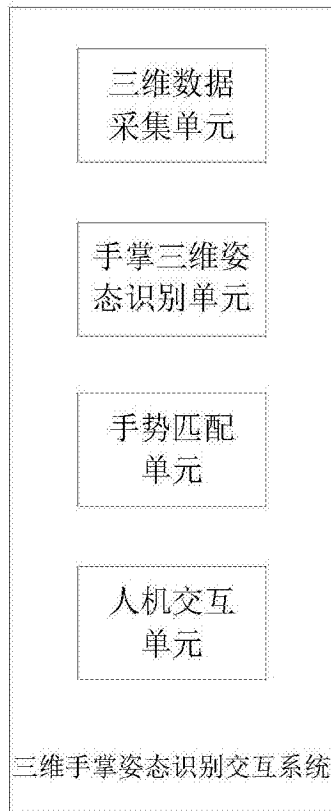 三维数据
采集单元
手掌三维姿
态识别单元
手势匹配
单元
人机交互
单元
三维手掌姿态识别交互系统